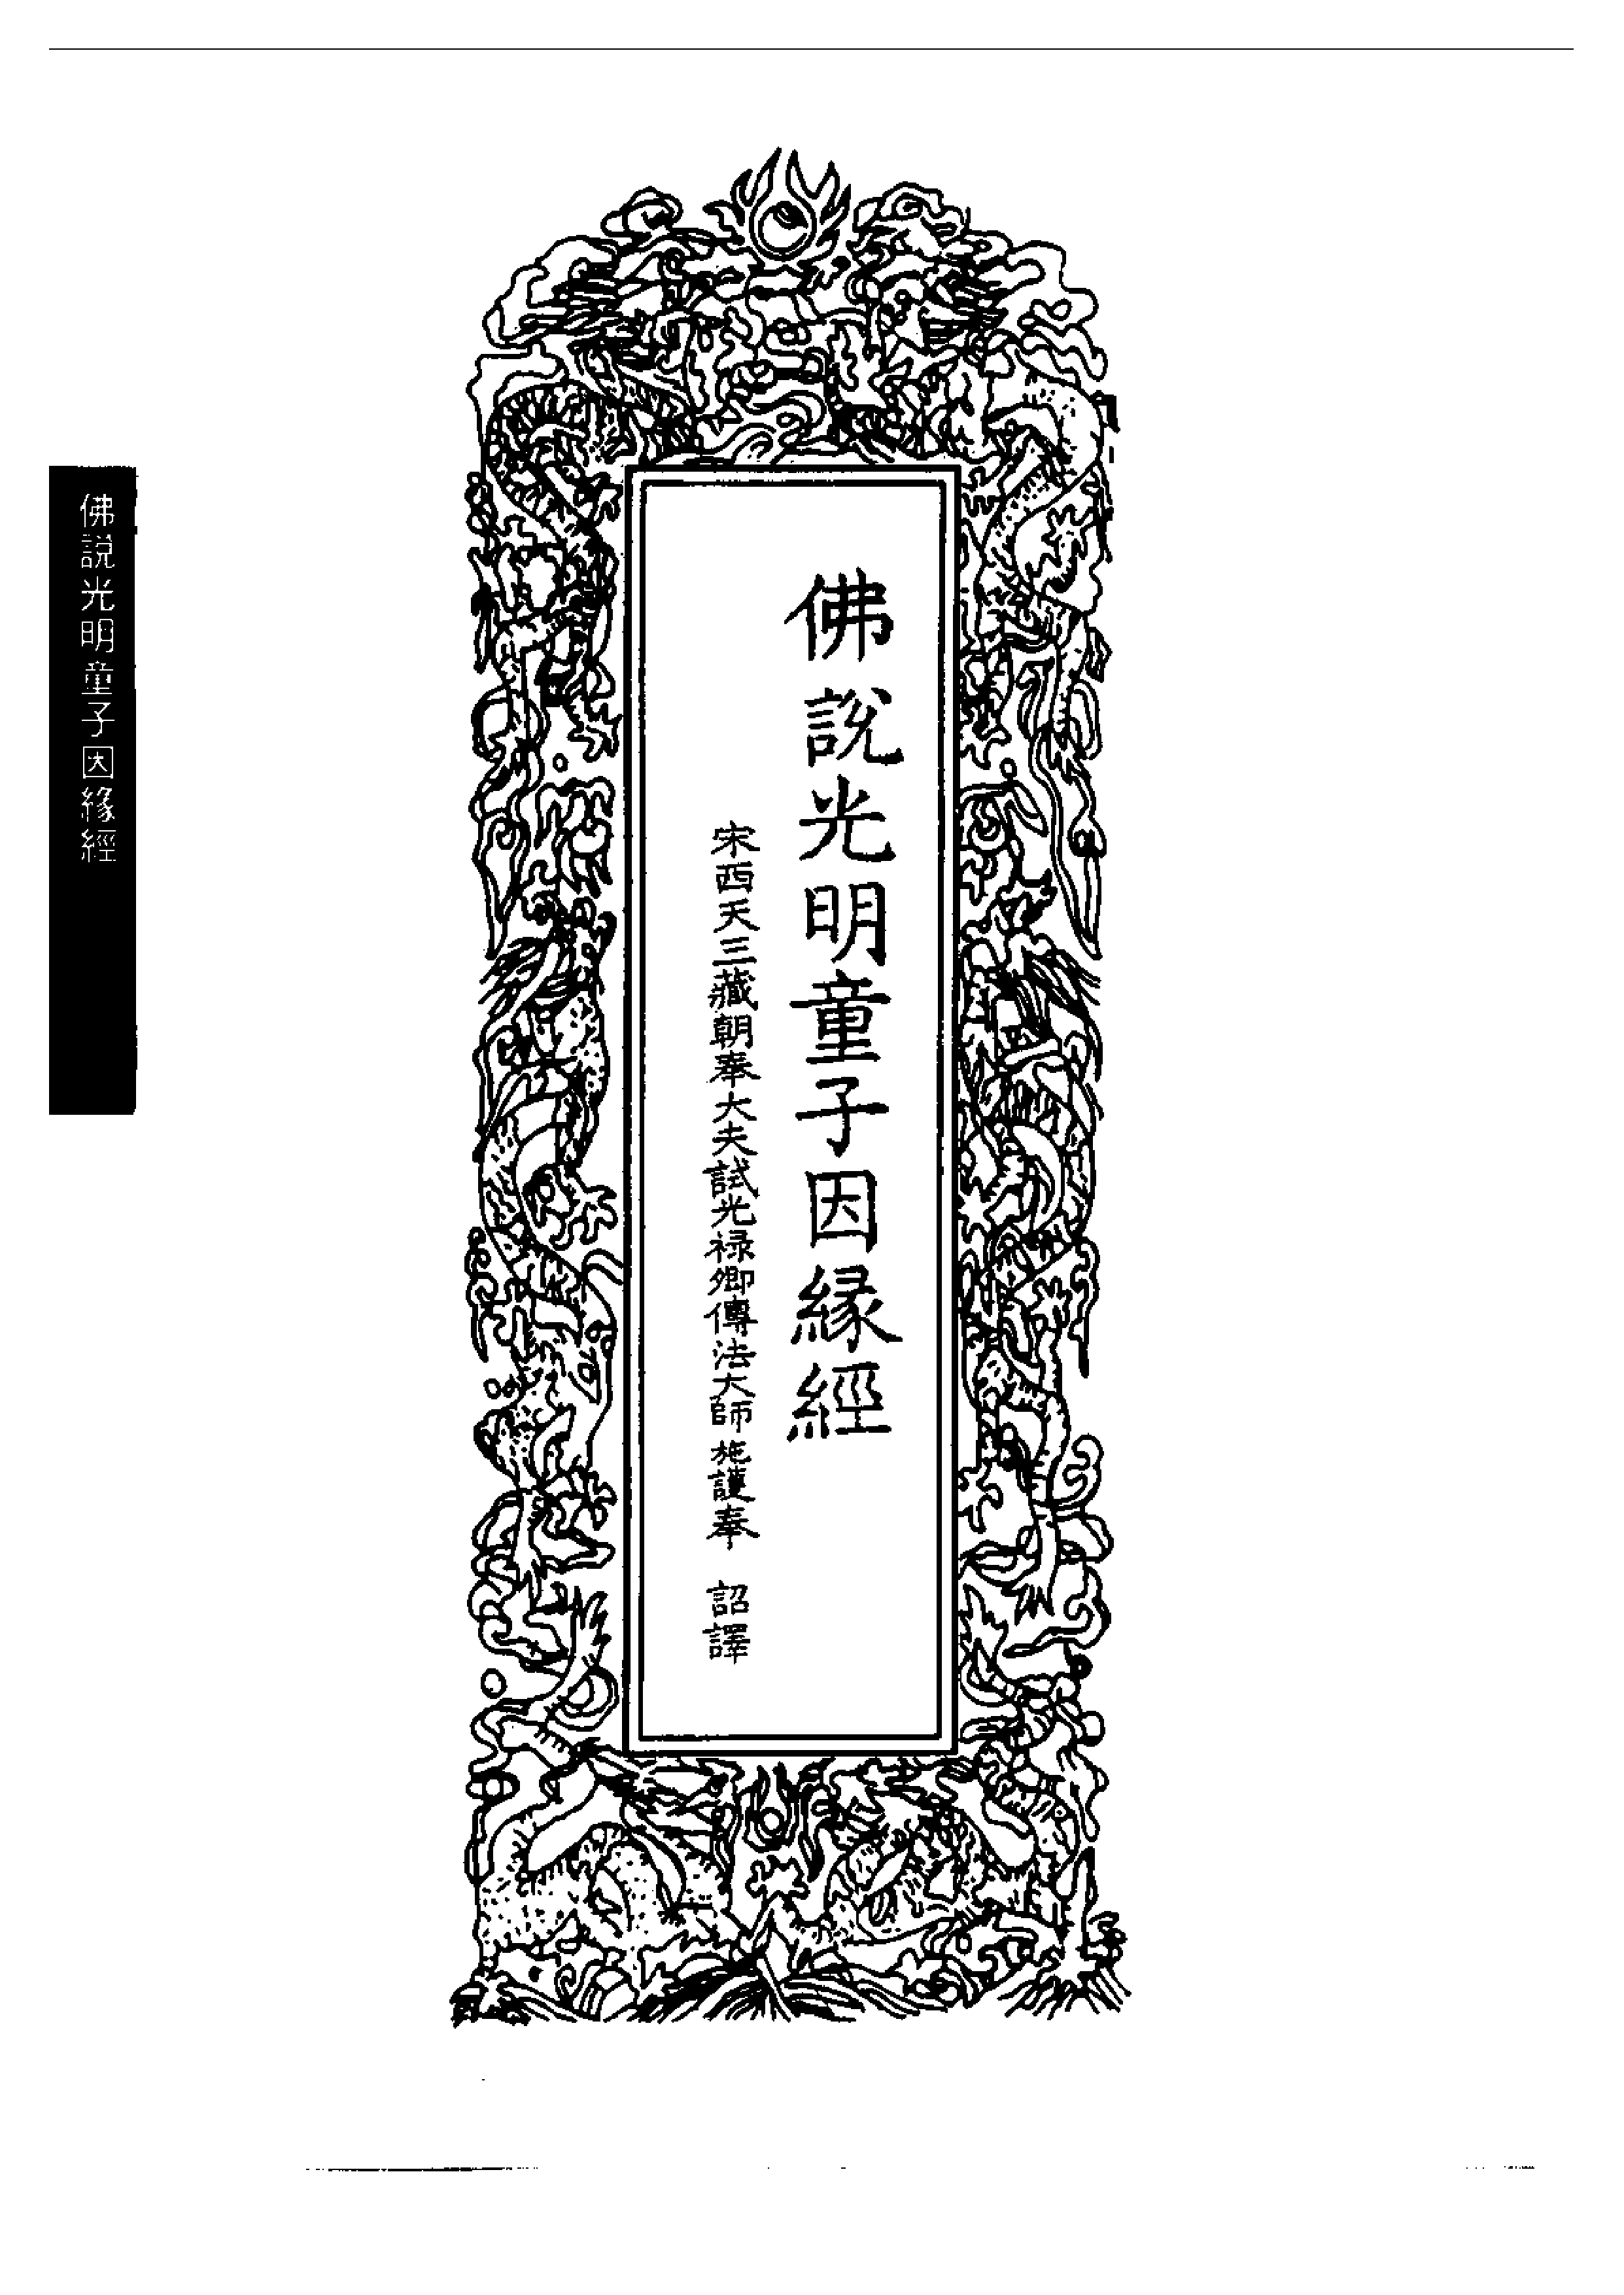 佛說光明童子因緣經
宋西天三藏朝奉大夫試光禄卿傳法大師施護奉　詔譯
佛說光明童子因緣經